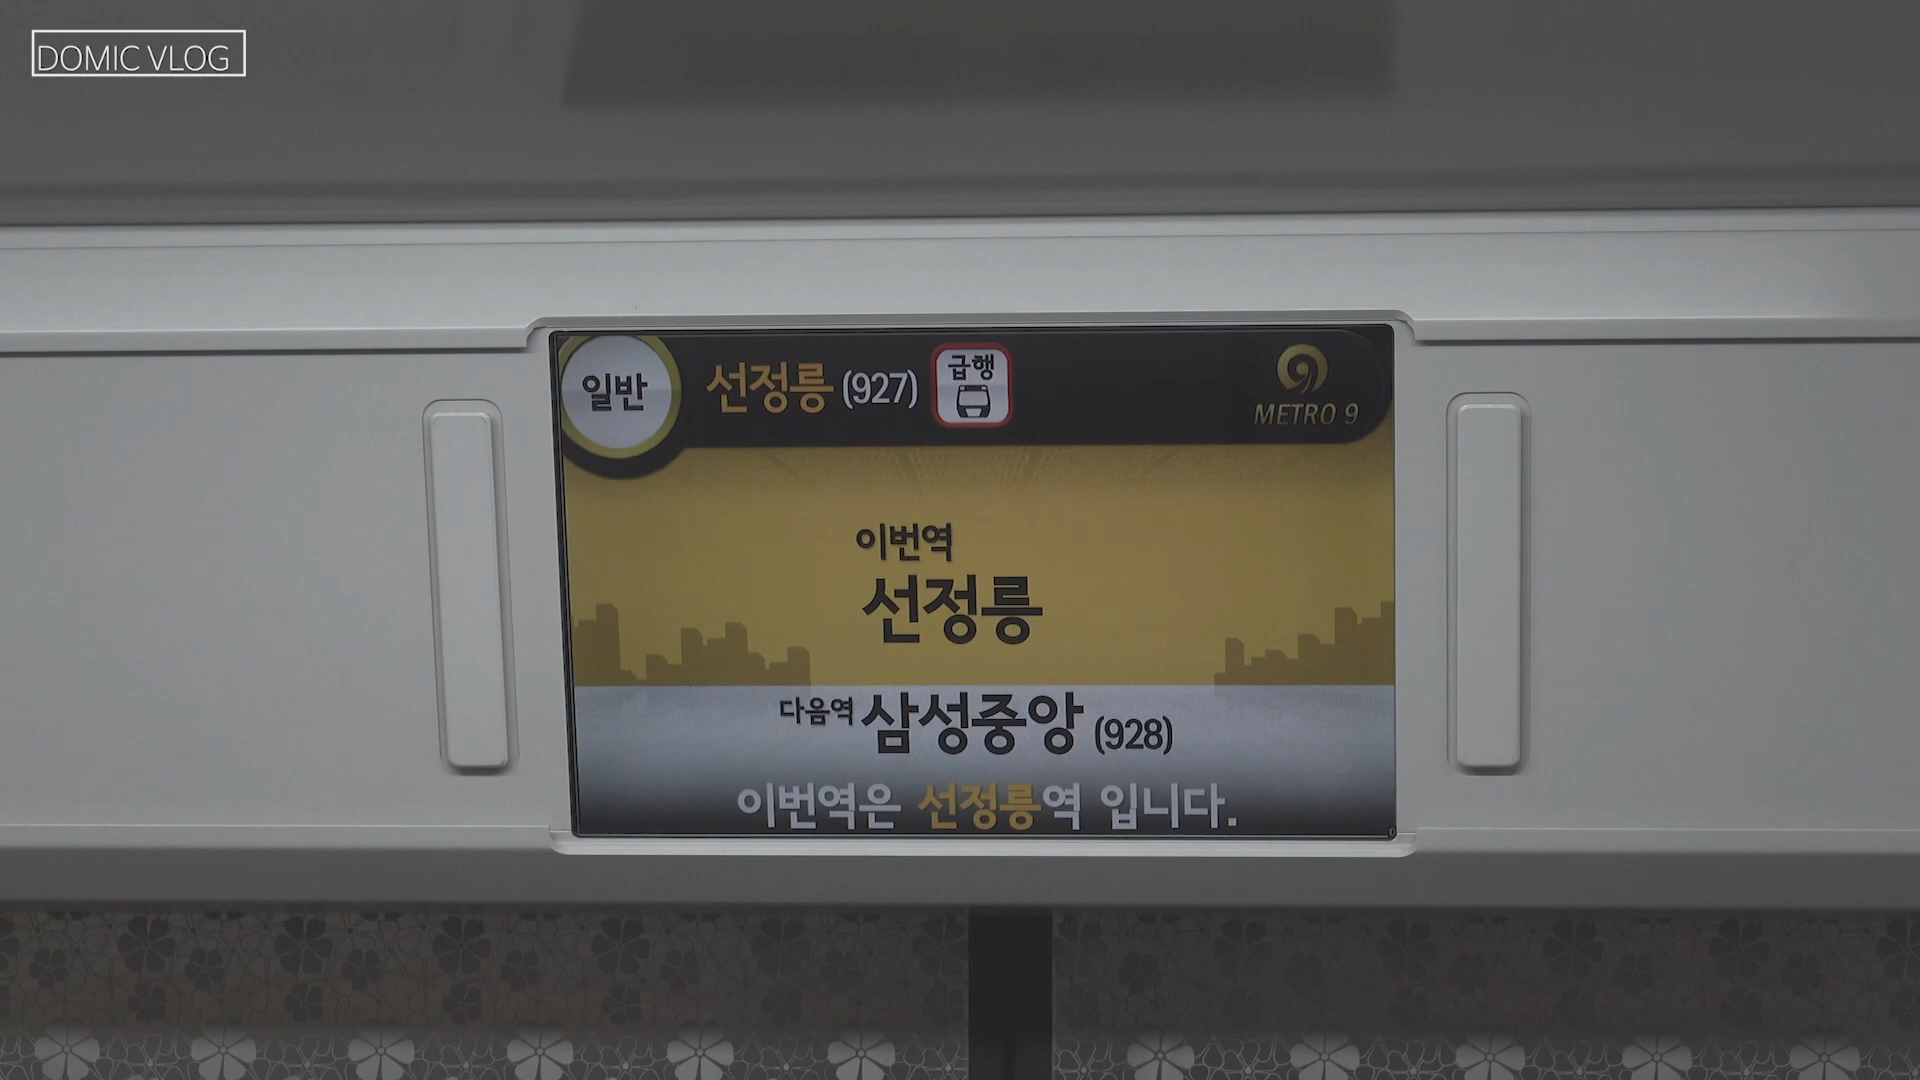 DOMIC VLOG
일반 선정릉 (927) 급행
METRO 9
이번역
선정릉
다음역 삼성중앙 (928)
이번역은 선정릉역 입니다.